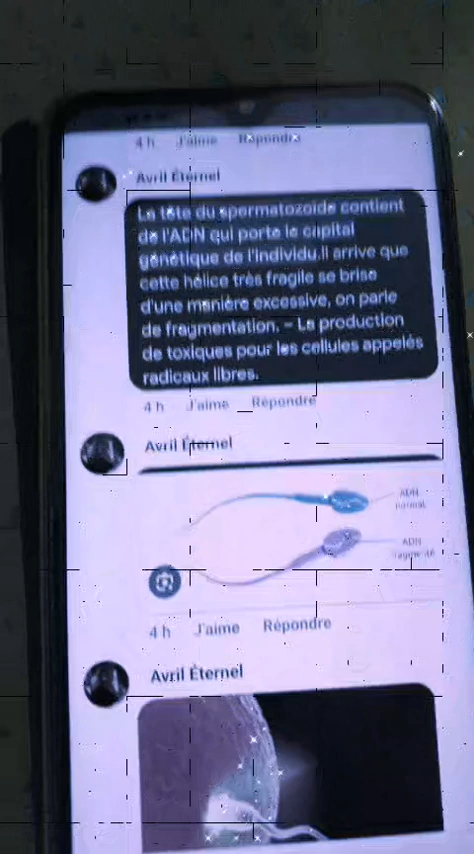 4 h J'aime Répondre
Avril Éternel
La tête du spermatozoïde contient
de l'ADN qui porte le capital
génétique de l'individu.Il arrive que
cette hélice très fragile se brise
d'une manière excessive, on parle
de fragmentation. – La production
de toxiques pour les cellules appelés
radicaux libres.
4 h J'aime Répondre
Avril Éternel
ADN
normal
ADN
4 h J'aime Répondre
Avril Éternel